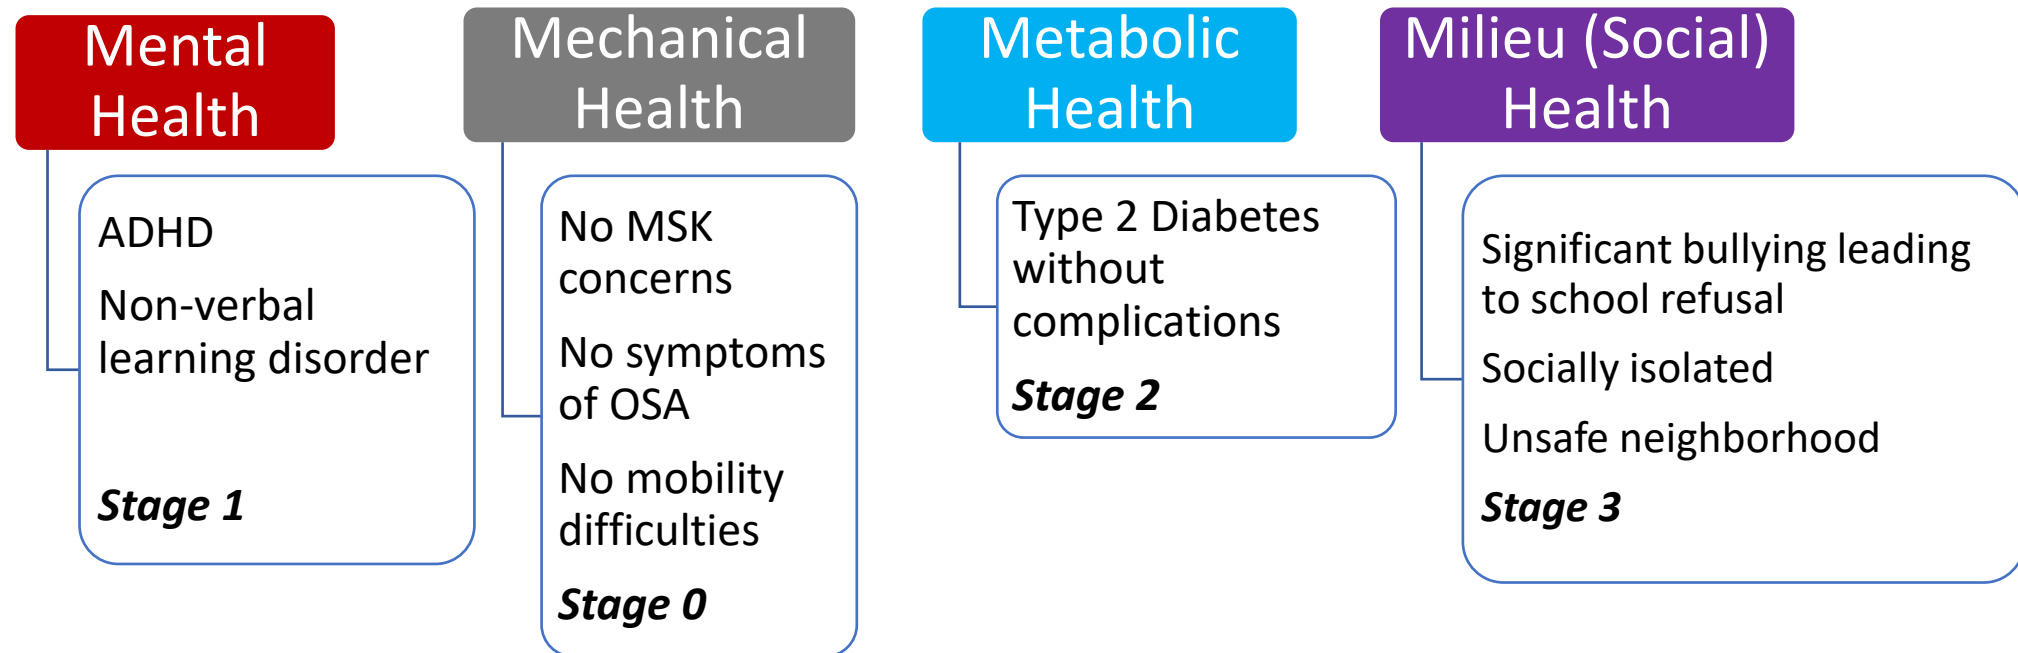 Mental
Health
ADHD
Non-verbal
learning disorder
Stage 1
Mechanical
Health
No MSK
concerns
No symptoms
of OSA
No mobility
difficulties
Stage 0
Metabolic
Health
Type 2 Diabetes
without
complications
Stage 2
Milieu (Social)
Health
Significant bullying leading
to school refusal
Socially isolated
Unsafe neighborhood
Stage 3